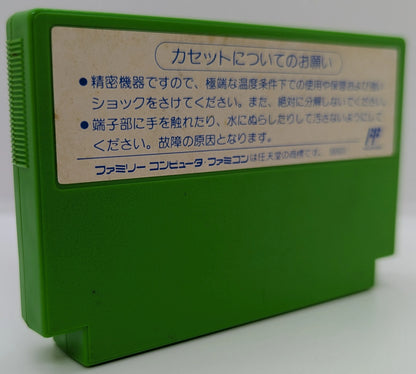 カセットについてのお願い
●精密機器ですので、極端な温度条件下での使用や保管および強い
ショックをさけてください。また、絶対に分解しないでください。
●端子部に手を触れたり、水にぬらしたりして汚さないようにして
ください。故障の原因となります。
ファミリーコンピュータ・ファミコンは任天堂の商標です。
FF